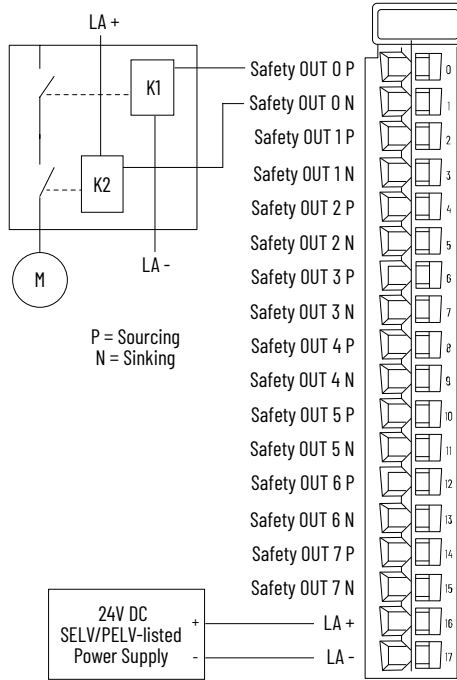 LA +
K1
K2
LA -
M
P = Sourcing
N = Sinking
Safety OUT 0 P
Safety OUT 0 N
Safety OUT 1 P
Safety OUT 1 N
Safety OUT 2 P
Safety OUT 2 N
Safety OUT 3 P
Safety OUT 3 N
Safety OUT 4 P
Safety OUT 4 N
Safety OUT 5 P
Safety OUT 5 N
Safety OUT 6 P
Safety OUT 6 N
Safety OUT 7 P
Safety OUT 7 N
LA +
LA -
0
1
2
3
4
5
6
7
8
9
10
11
12
13
14
15
16
17
24V DC
SELV/PELV-listed
Power Supply
+
-